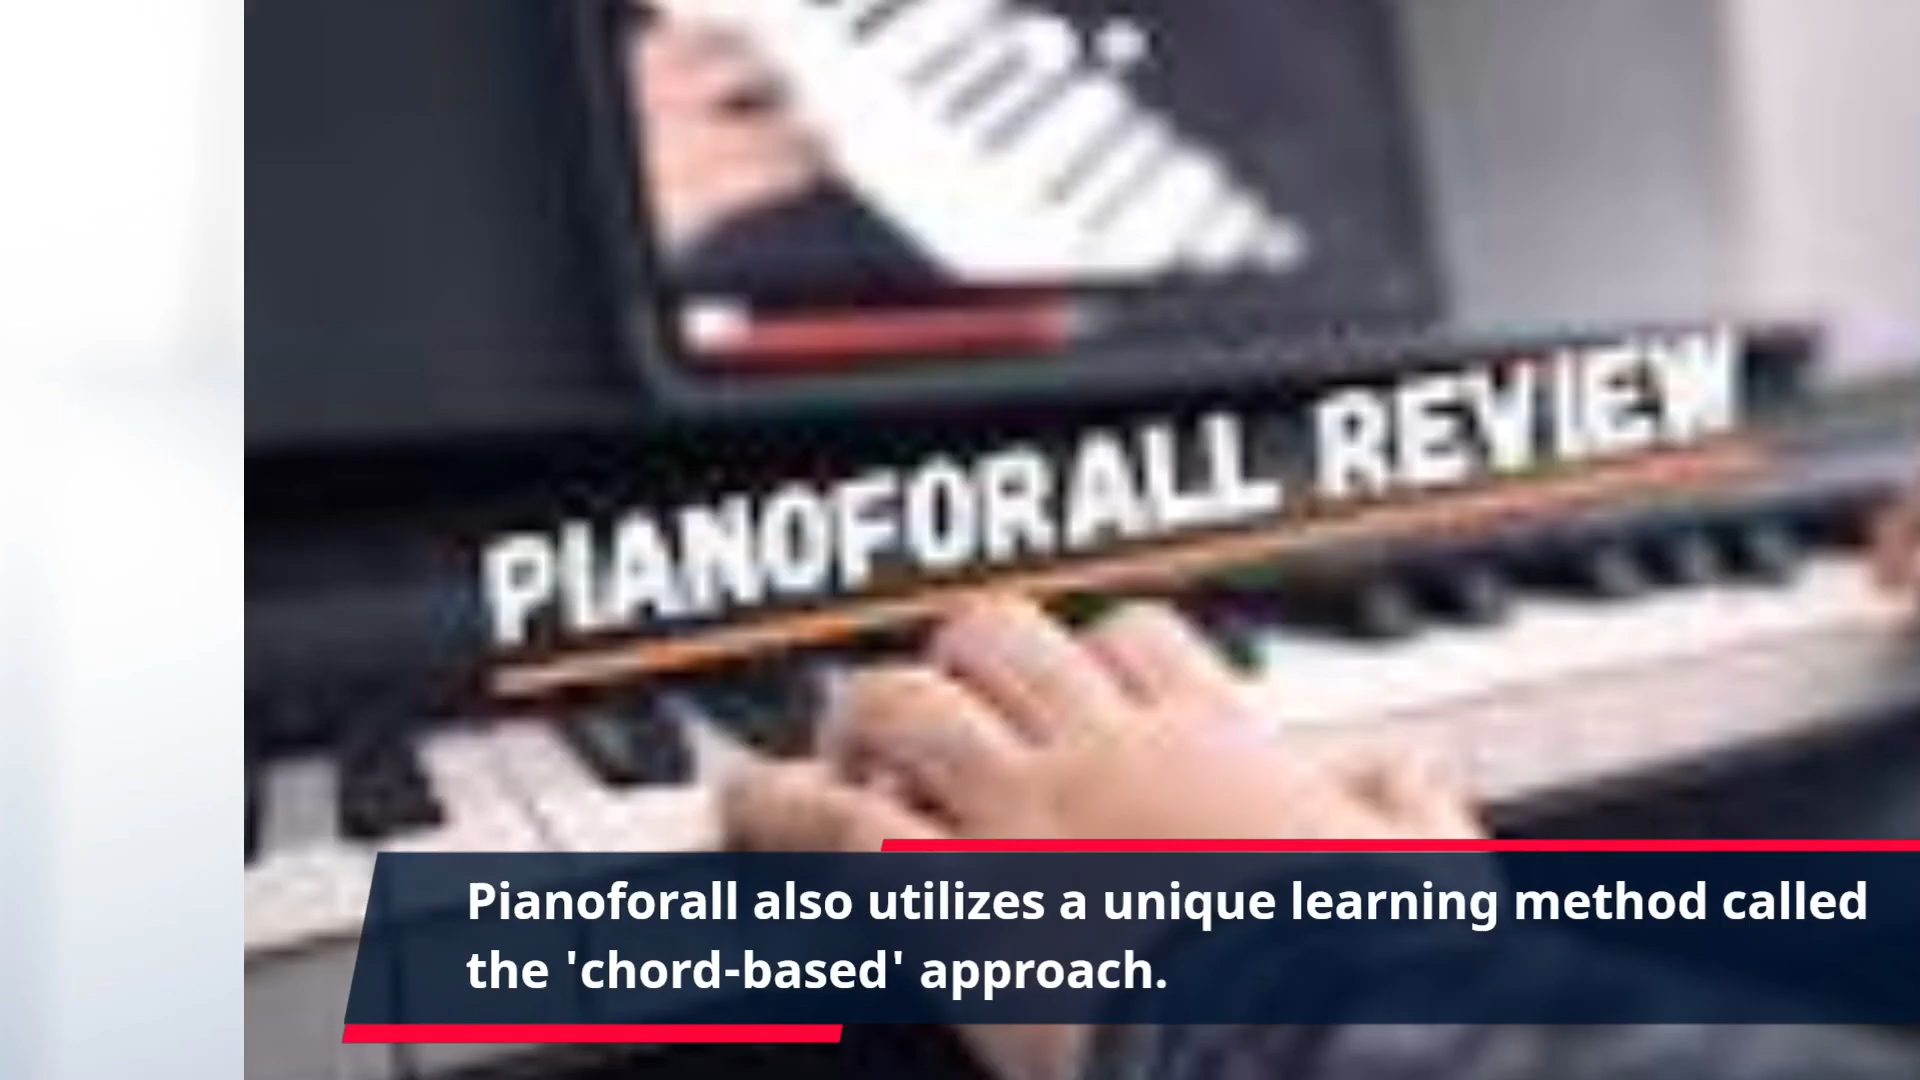 PIANOFORALL REVIEW
Pianoforall also utilizes a unique learning method called
the 'chord-based' approach.